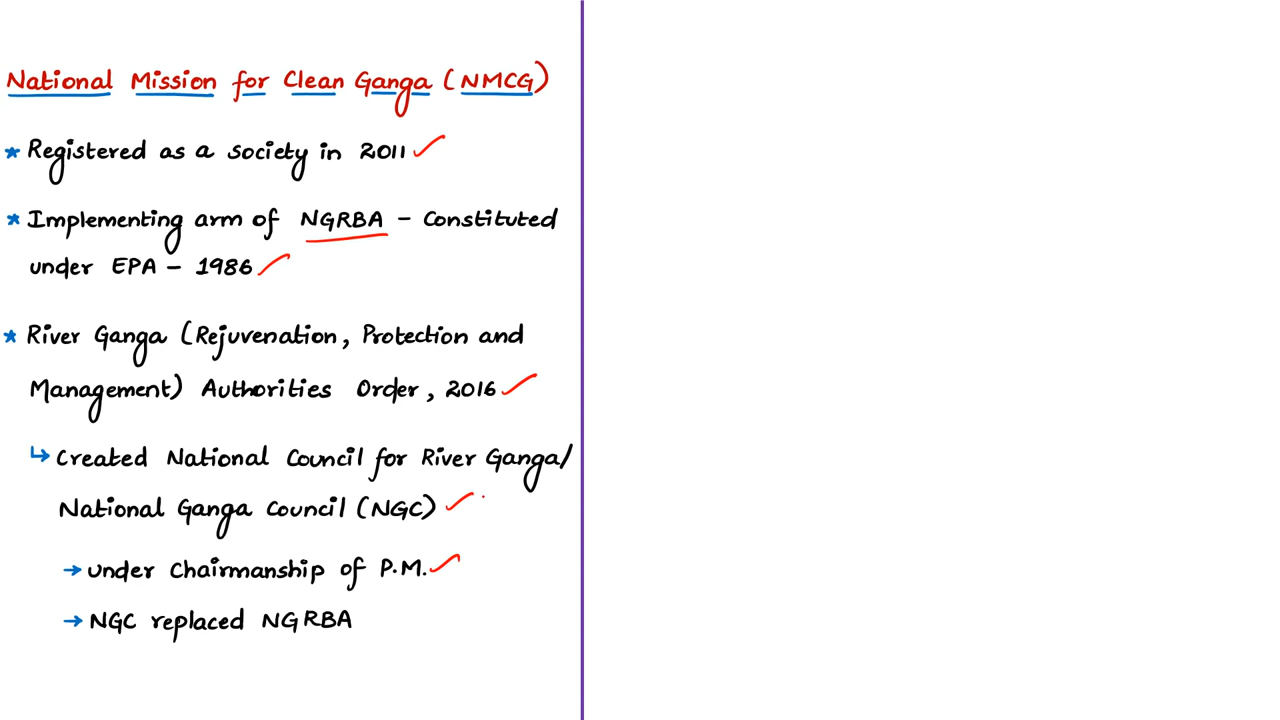 National Mission for Clean Ganga (NMCG)
* Registered as a society in 2011
* Implementing arm of NGRBA - Constituted
under EPA - 1986
* River Ganga (Rejuvenation, Protection and
Management) Authorities Order, 2016
↳ Created National Council for River Ganga/
National Ganga Council (NGC)
→ under Chairmanship of P.M.
→ NGC replaced NGRBA